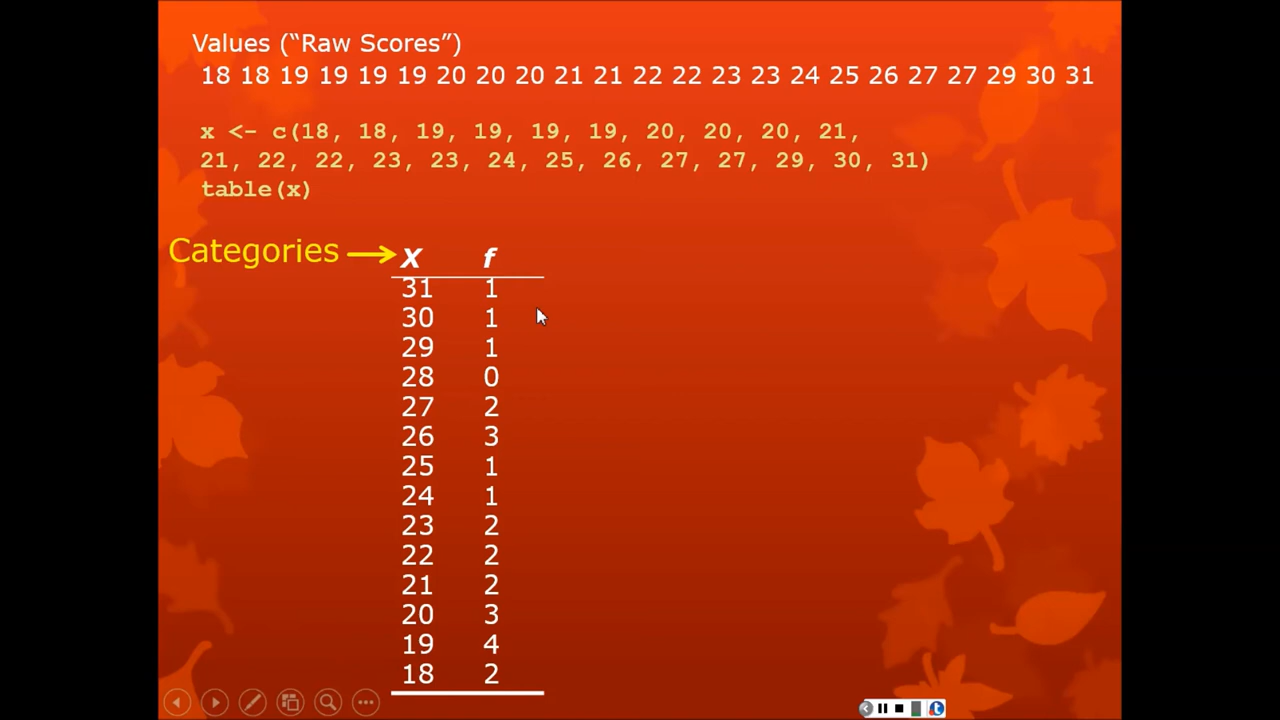 Values (“Raw Scores”)
18 18 19 19 19 19 20 20 20 21 21 22 22 23 23 24 25 26 27 27 29 30 31
x <- c(18, 18, 19, 19, 19, 19, 20, 20, 20, 21,
21, 22, 22, 23, 23, 24, 25, 26, 27, 27, 29, 30, 31)
table(x)
Categories X f
31 1
30 1
29 1
28 0
27 2
26 3
25 1
24 1
23 2
22 2
21 2
20 3
19 4
18 2